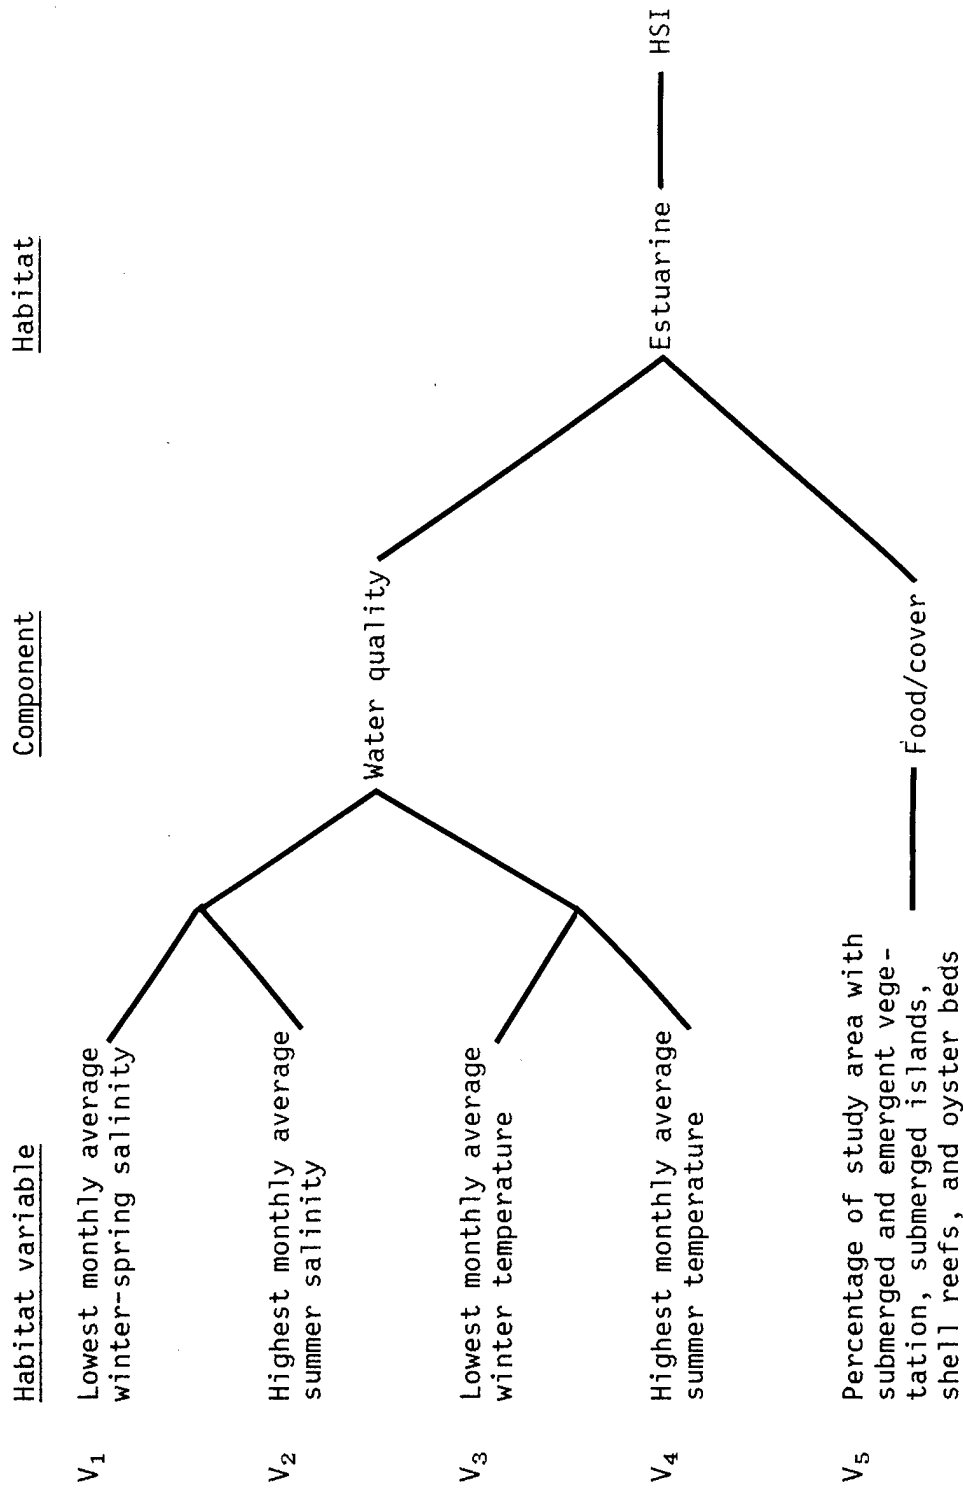 Habitat variable
Component
Habitat
V1
Lowest monthly average
winter-spring salinity
V2
Highest monthly average
summer salinity
Water quality
V3
Lowest monthly average
winter temperature
V4
Highest monthly average
summer temperature
Estuarine
HSI
V5
Percentage of study area with
submerged and emergent vege-
tation, submerged islands,
shell reefs, and oyster beds
Food/cover